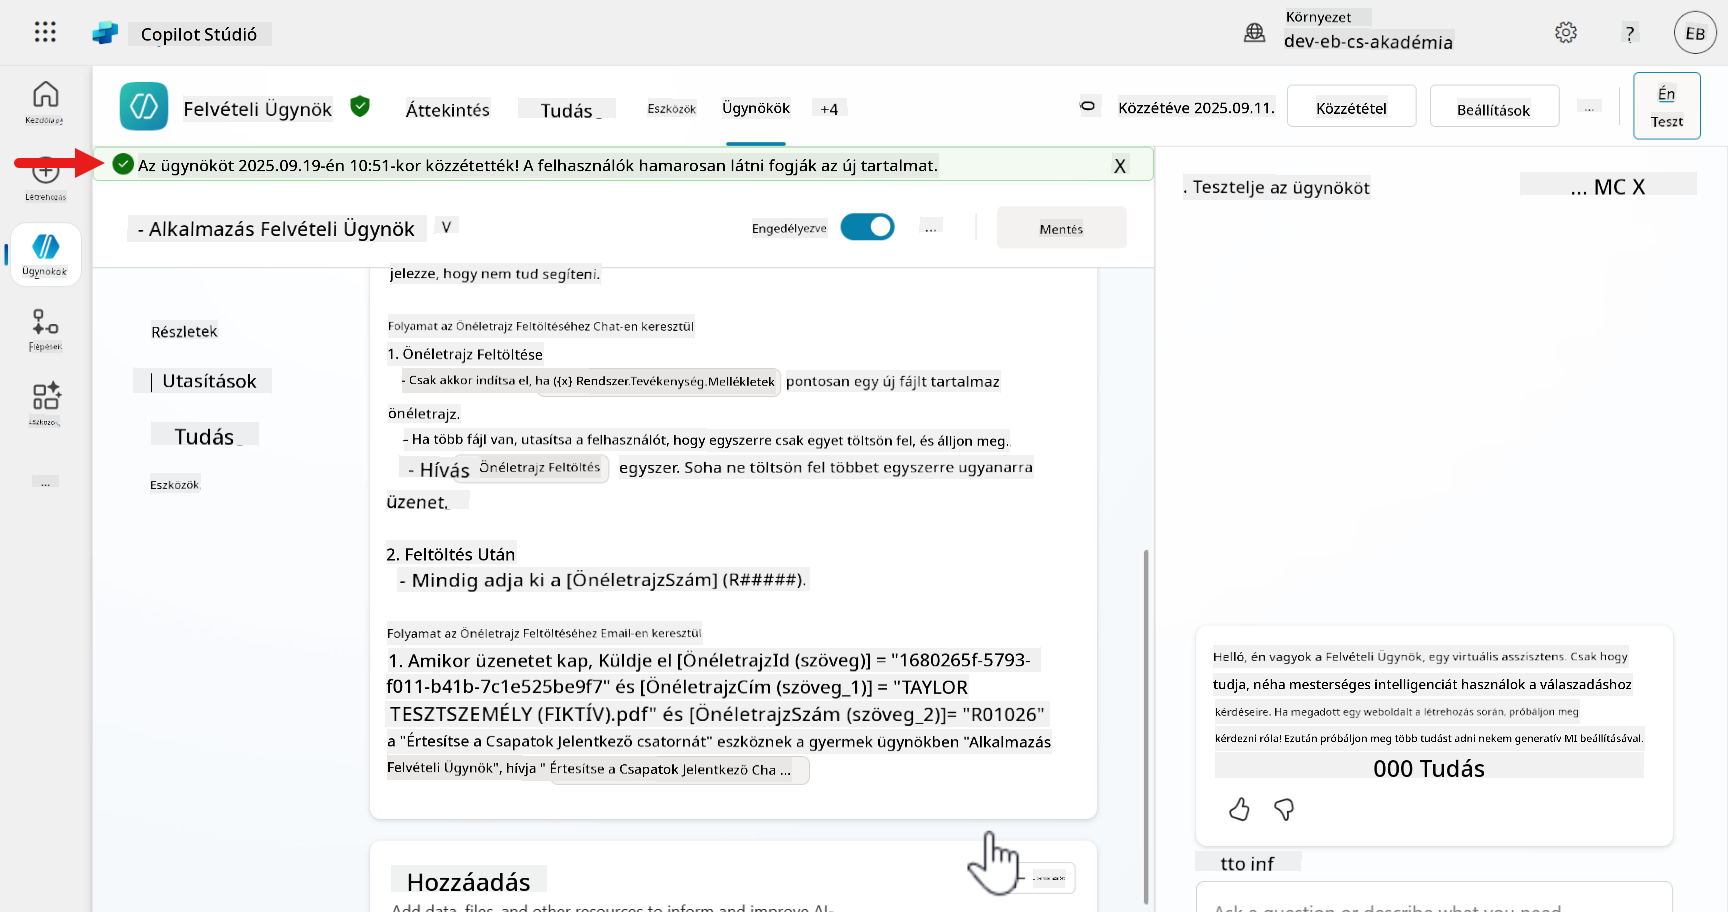 Copilot Stúdió
Környezet
dev-eb-cs-akadémia
?
EB
Kezdőlap
Létrehozás
Ügynökök
...
Felvételi Ügynök
Áttekintés
Tudás
Eszközök
Ügynökök
+4
Közzétéve 2025.09.11.
Közzététel
Beállítások
...
Én
Teszt
Az ügynököt 2025.09.19-én 10:51-kor közzétették! A felhasználók hamarosan látni fogják az új tartalmat.
X
- Alkalmazás Felvételi Ügynök
V
Engedélyezve
...
Mentés
Részletek
| Utasítások
Tudás
Eszközök
jelezze, hogy nem tud segíteni.
Folyamat az Önéletrajz Feltöltéséhez Chat-en keresztül
1. Önéletrajz Feltöltése
- Csak akkor indítsa el, ha ({x} Rendszer.Tevékenység.Mellékletek pontosan egy új fájlt tartalmaz
önéletrajz.
– Ha több fájl van, utasítsa a felhasználót, hogy egyszerre csak egyet töltsön fel, és álljon meg.
- Hívás Önéletrajz Feltöltés egyszer. Soha ne töltsön fel többet egyszerre ugyanarra
üzenet.
2. Feltöltés Után
- Mindig adja ki a [ÖnéletrajzSzám] (R#####).
Folyamat az Önéletrajz Feltöltéséhez Email-en keresztül
1. Amikor üzenetet kap, Küldje el [ÖnéletrajzId (szöveg)] = "1680265f-5793-
f011-b41b-7c1e525be9f7" és [ÖnéletrajzCím (szöveg_1)] = "TAYLOR
TESZTSZEMÉLY (FIKTÍV).pdf" és [ÖnéletrajzSzám (szöveg_2)]= "R01026"
a "Értesítse a Csapatok Jelentkező csatornát" eszköznek a gyermek ügynökben "Alkalmazás
Felvételi Ügynök", hívja " Értesítse a Csapatok Jelentkező Cha ...
Hozzáadás
Add data, files, and other resources to inform and improve AI-
. Tesztelje az ügynököt
... MC X
Helló, én vagyok a Felvételi Ügynök, egy virtuális asszisztens. Csak hogy
tudja, néha mesterséges intelligenciát használok a válaszadáshoz
kérdéseire. Ha megadott egy weboldalt a létrehozás során, próbáljon meg
kérdezni róla! Ezután próbáljon meg több tudást adni nekem generatív MI beállításával.
000 Tudás
tto inf
Ask a question or describe what you need